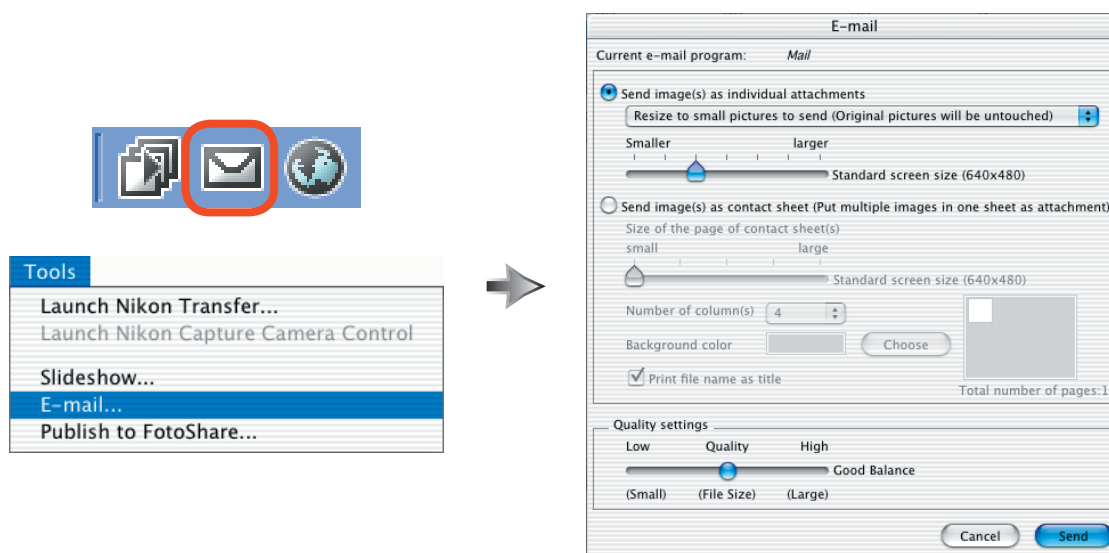 Tools
Launch Nikon Transfer...
Launch Nikon Capture Camera Control
Slideshow...
E-mail...
Publish to FotoShare...
E-mail
Current e-mail program: Mail
Send image(s) as individual attachments
Resize to small pictures to send (Original pictures will be untouched)
Smaller larger
Standard screen size (640x480)
Send image(s) as contact sheet (Put multiple images in one sheet as attachment)
Size of the page of contact sheet(s)
small large
Standard screen size (640x480)
Number of column(s) 4
Background color Choose
Print file name as title
Total number of pages:1
Quality settings
Low Quality High
Good Balance
(Small) (File Size) (Large)
Cancel Send